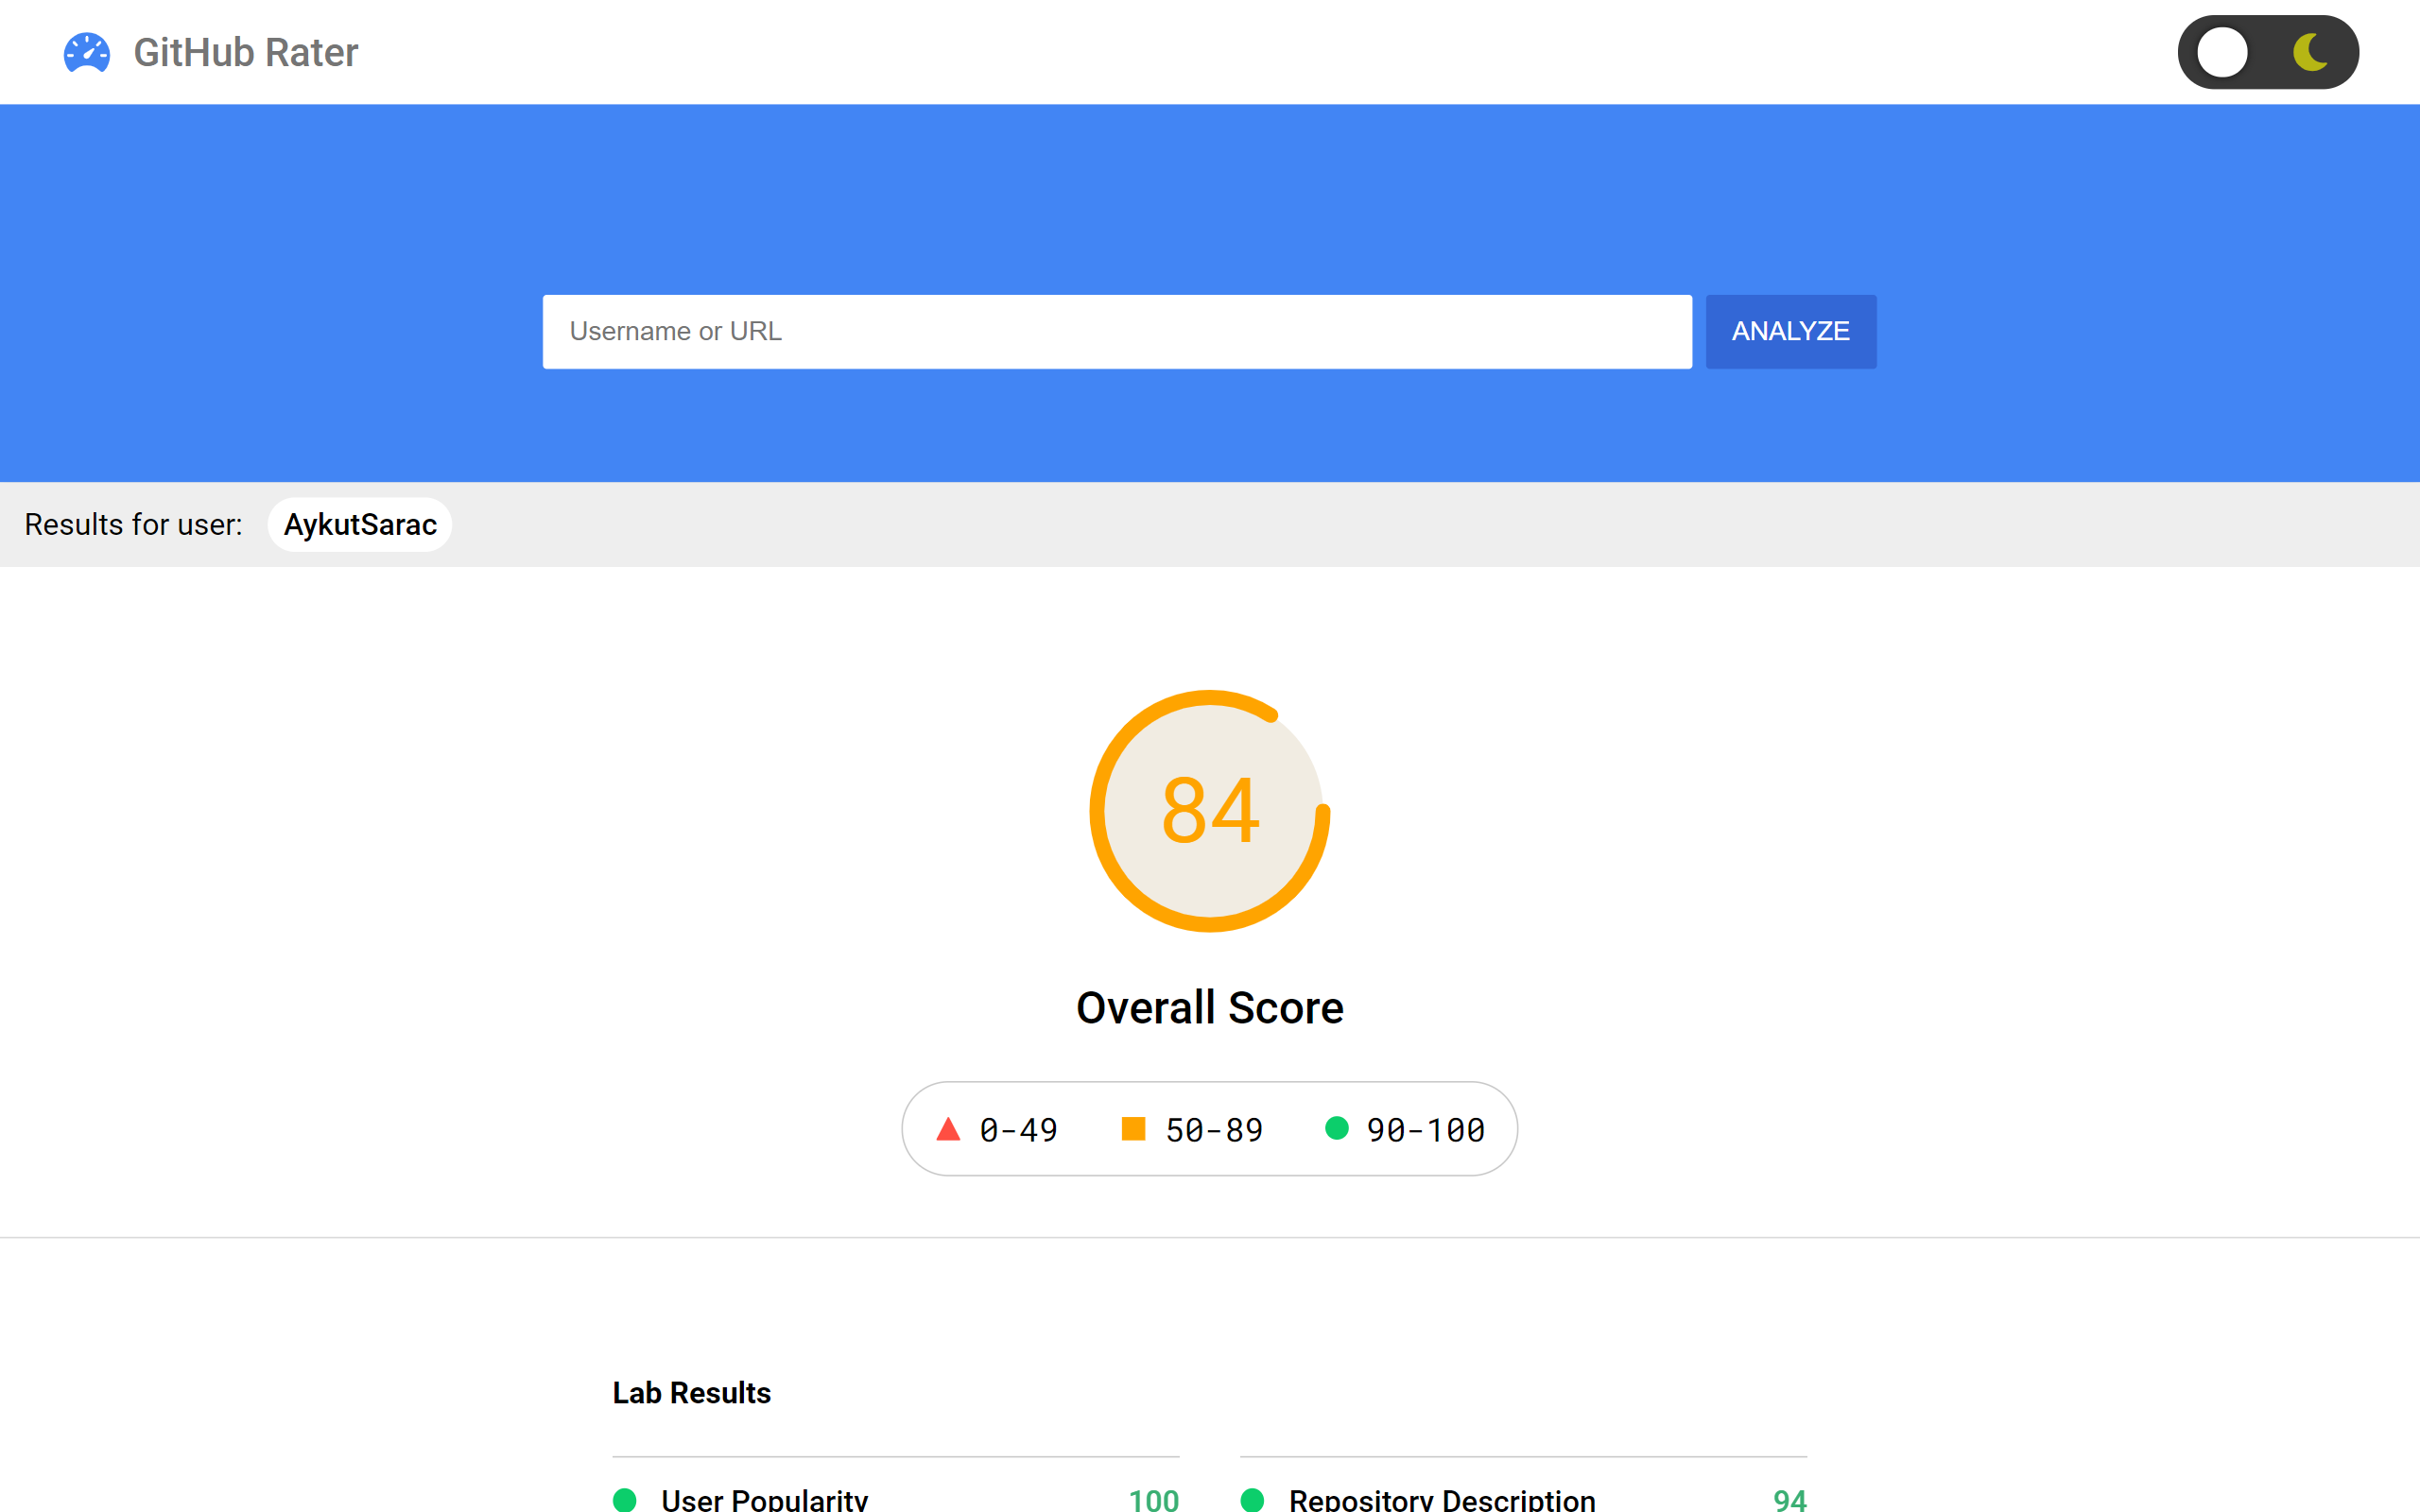 GitHub Rater
Username or URL
ANALYZE
Results for user: AykutSarac
84
Overall Score
0-49 50-89 90-100
Lab Results
User Popularity 100
Repository Description 94